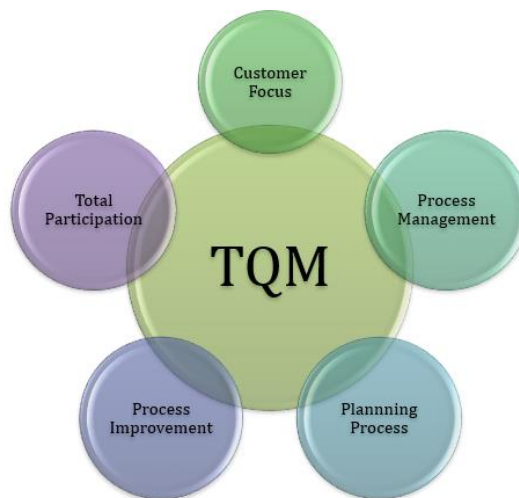 Customer
Focus
Total
Participation
Process
Management
TQM
Process
Improvement
Plannning
Process